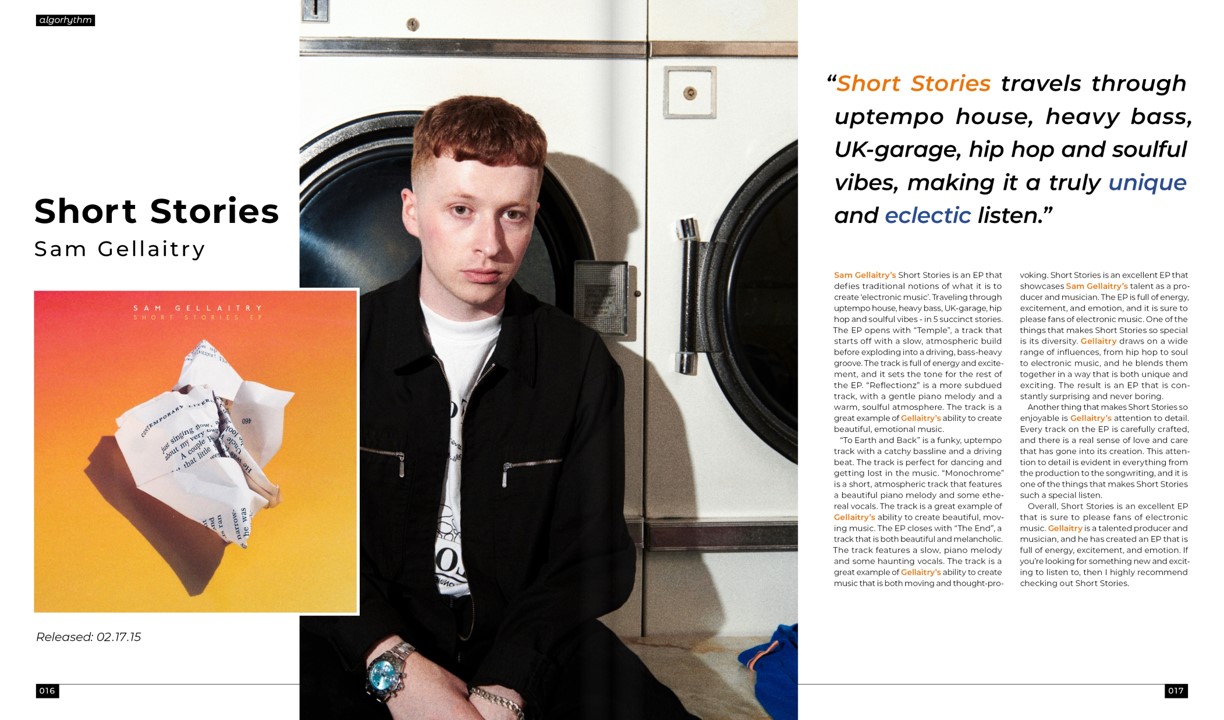 algorhythm
Short Stories
Sam Gellaitry
SAM GELLAITRY
SHORT STORIES EP
CONTEMPORARY
Released: 02.17.15
016
“Short Stories travels through
uptempo house, heavy bass,
UK-garage, hip hop and soulful
vibes, making it a truly unique
and eclectic listen.”
Sam Gellaitry’s Short Stories is an EP that
defies traditional notions of what it is to
create ‘electronic music’. Traveling through
uptempo house, heavy bass, UK-garage, hip
hop and soulful vibes - in 5 succinct stories.
The EP opens with “Temple”, a track that
starts off with a slow, atmospheric build
before exploding into a driving, bass-heavy
groove. The track is full of energy and excite-
ment, and it sets the tone for the rest of
the EP. “Reflectionz” is a more subdued
track, with a gentle piano melody and a
warm, soulful atmosphere. The track is a
great example of Gellaitry’s ability to create
beautiful, emotional music.
“To Earth and Back” is a funky, uptempo
track with a catchy bassline and a driving
beat. The track is perfect for dancing and
getting lost in the music. “Monochrome”
is a short, atmospheric track that features
a beautiful piano melody and some ethe-
real vocals. The track is a great example of
Gellaitry’s ability to create beautiful, mov-
ing music. The EP closes with “The End”, a
track that is both beautiful and melancholic.
The track features a slow, piano melody
and some haunting vocals. The track is a
great example of Gellaitry’s ability to create
music that is both moving and thought-pro-
voking. Short Stories is an excellent EP that
showcases Sam Gellaitry’s talent as a pro-
ducer and musician. The EP is full of energy,
excitement, and emotion, and it is sure to
please fans of electronic music. One of the
things that makes Short Stories so special
is its diversity. Gellaitry draws on a wide
range of influences, from hip hop to soul
to electronic music, and he blends them
together in a way that is both unique and
exciting. The result is an EP that is con-
stantly surprising and never boring.
Another thing that makes Short Stories so
enjoyable is Gellaitry’s attention to detail.
Every track on the EP is carefully crafted,
and there is a real sense of love and care
that has gone into its creation. This atten-
tion to detail is evident in everything from
the production to the songwriting, and it is
one of the things that makes Short Stories
such a special listen.
Overall, Short Stories is an excellent EP
that is sure to please fans of electronic
music. Gellaitry is a talented producer and
musician, and he has created an EP that is
full of energy, excitement, and emotion. If
you’re looking for something new and excit-
ing to listen to, then I highly recommend
checking out Short Stories.
017